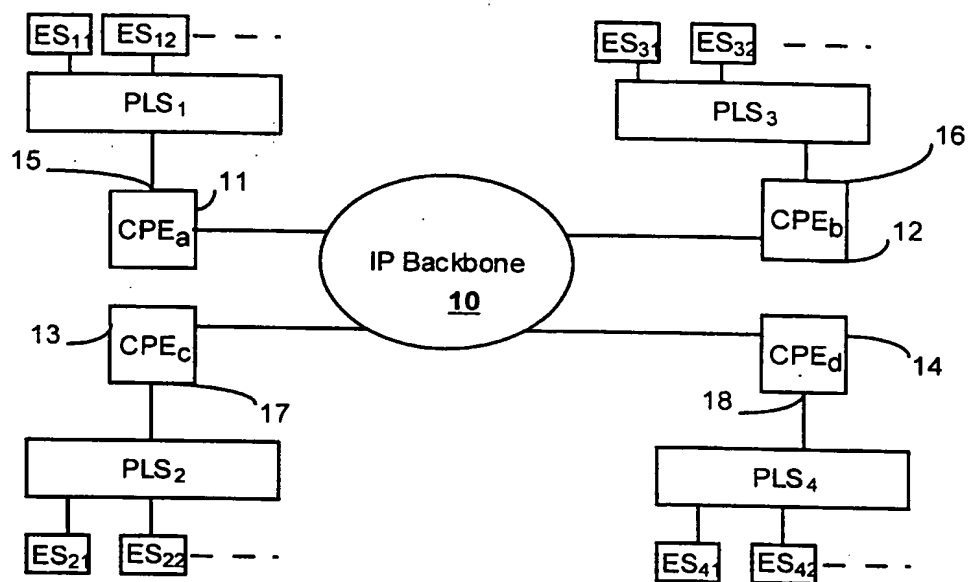 ES11 ES12
ES31 ES32
PLS1
PLS3
15
11
16
CPEa
CPEb
12
IP Backbone
10
13
CPEc
CPEd
14
17
18
PLS2
PLS4
ES21 ES22
ES41 ES42